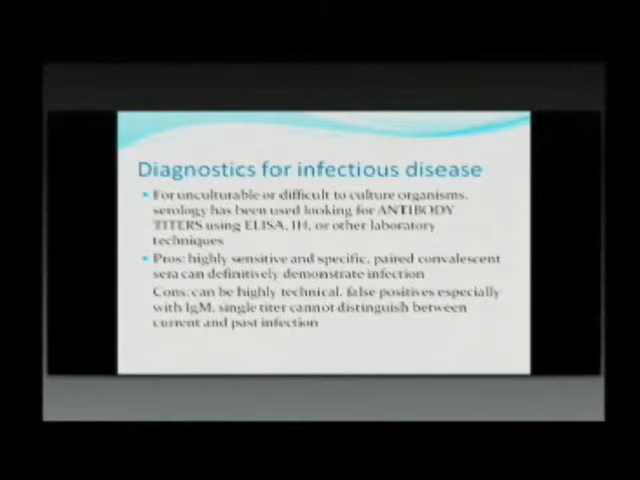 Diagnostics for infectious disease
For unculturable or difficult to culture organisms,
serology has been used looking for ANTIBODY
TITERS using ELISA, IH, or other laboratory
techniques
Pros: highly sensitive and specific, paired convalescent
sera can definitively demonstrate infection
Cons: can be highly technical, false positives especially
with IgM, single titer cannot distinguish between
current and past infection